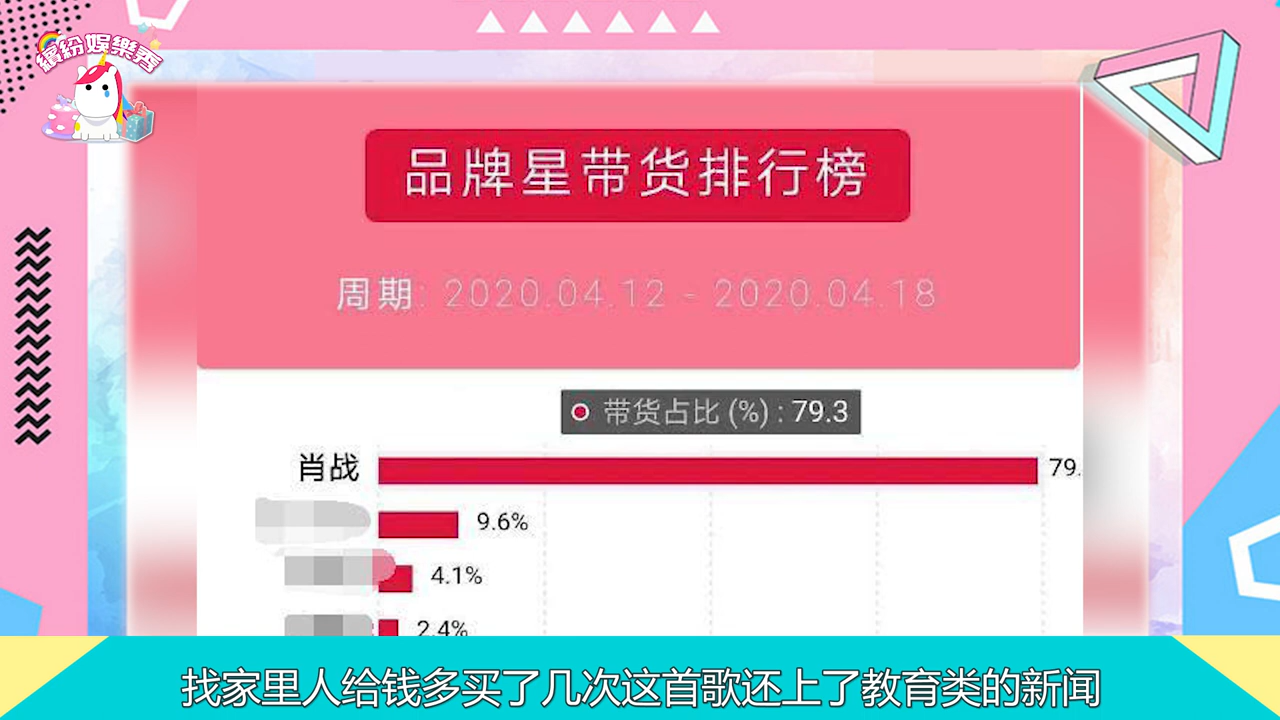 繽紛娛樂秀
品牌星带货排行榜
周期: 2020.04.12 - 2020.04.18
带货占比 (%) : 79.3
肖战 79.
9.6%
4.1%
2.4%
找家里人给钱多买了几次这首歌还上了教育类的新闻